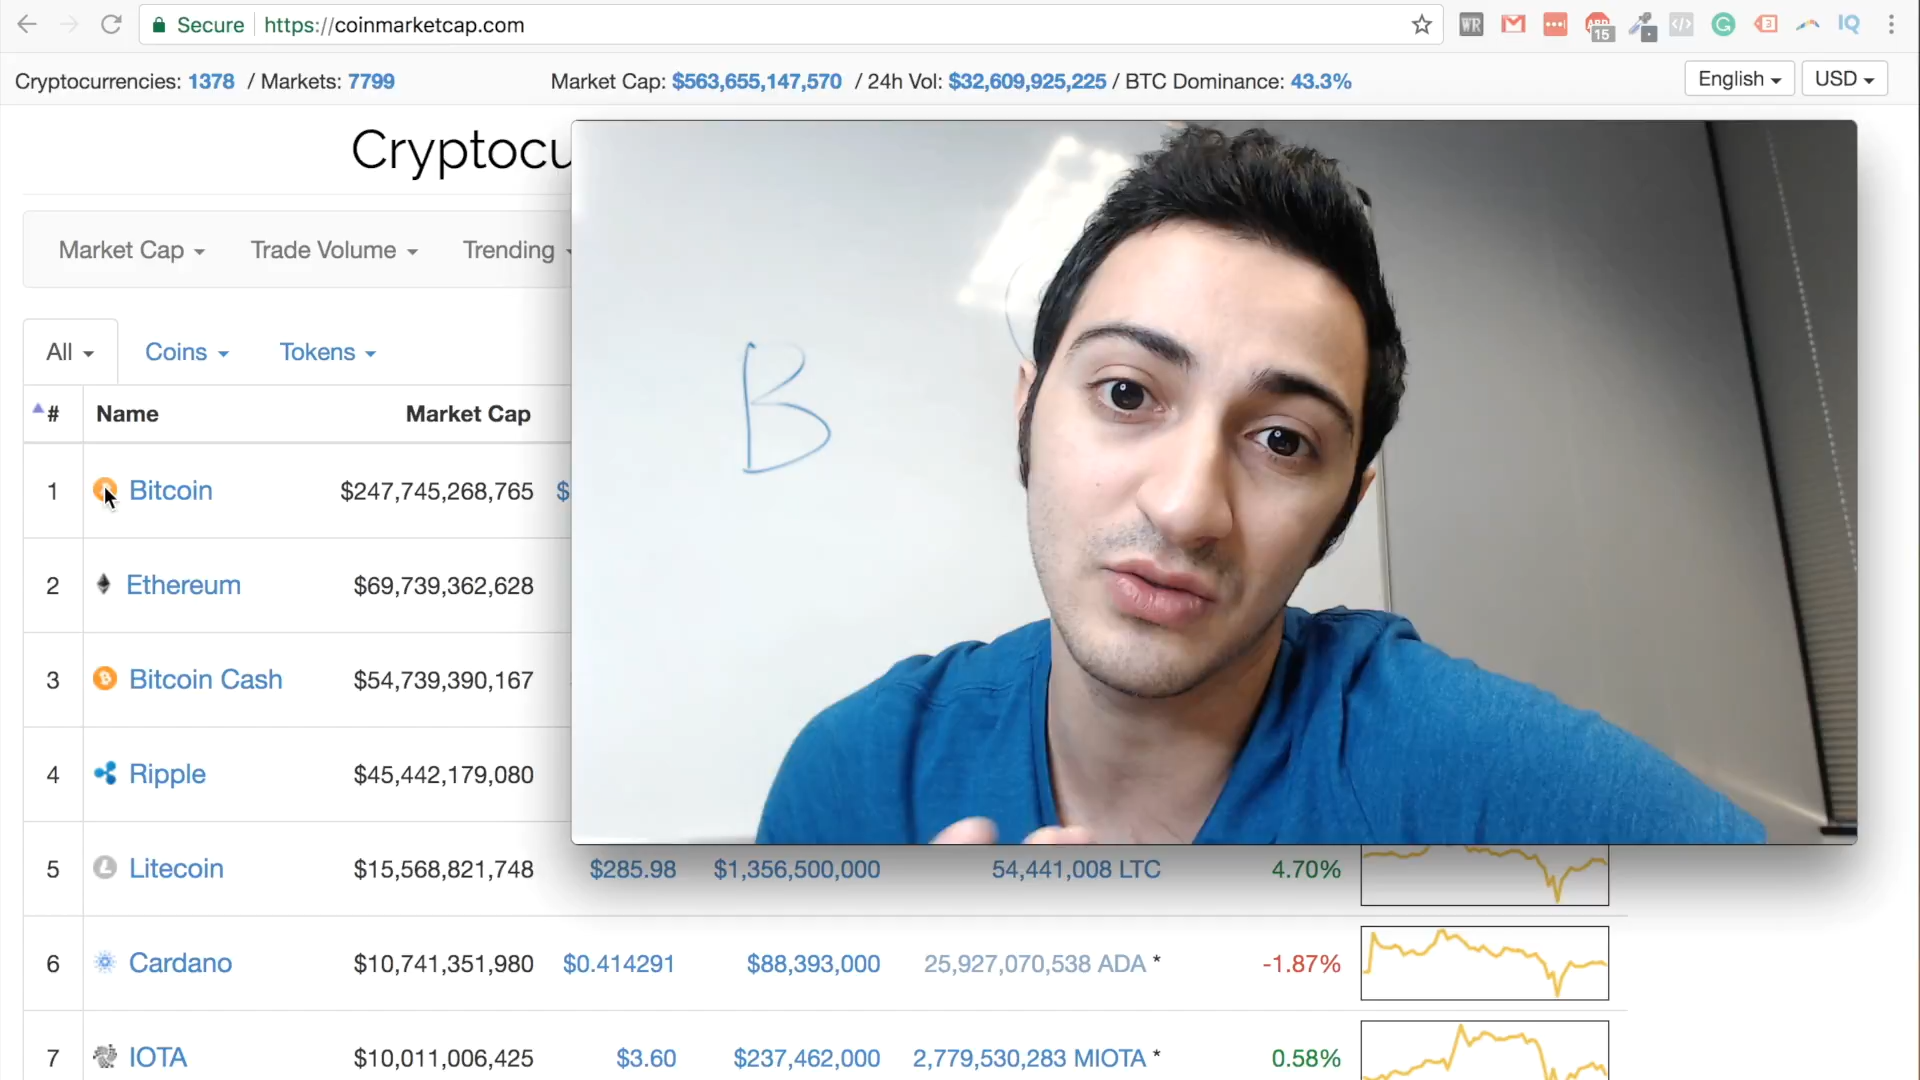 Secure https://coinmarketcap.com
WR ABP 15 </> G 3 IQ
Cryptocurrencies: 1378 / Markets: 7799 Market Cap: $563,655,147,570 / 24h Vol: $32,609,925,225 / BTC Dominance: 43.3% English USD
Cryptocu
Market Cap Trade Volume Trending
All Coins Tokens
# Name Market Cap
B
1 Bitcoin $247,745,268,765 $
2 Ethereum $69,739,362,628
3 Bitcoin Cash $54,739,390,167
4 Ripple $45,442,179,080
5 Litecoin $15,568,821,748 $285.98 $1,356,500,000 54,441,008 LTC 4.70%
6 Cardano $10,741,351,980 $0.414291 $88,393,000 25,927,070,538 ADA * -1.87%
7 IOTA $10,011,006,425 $3.60 $237,462,000 2,779,530,283 MIOTA * 0.58%